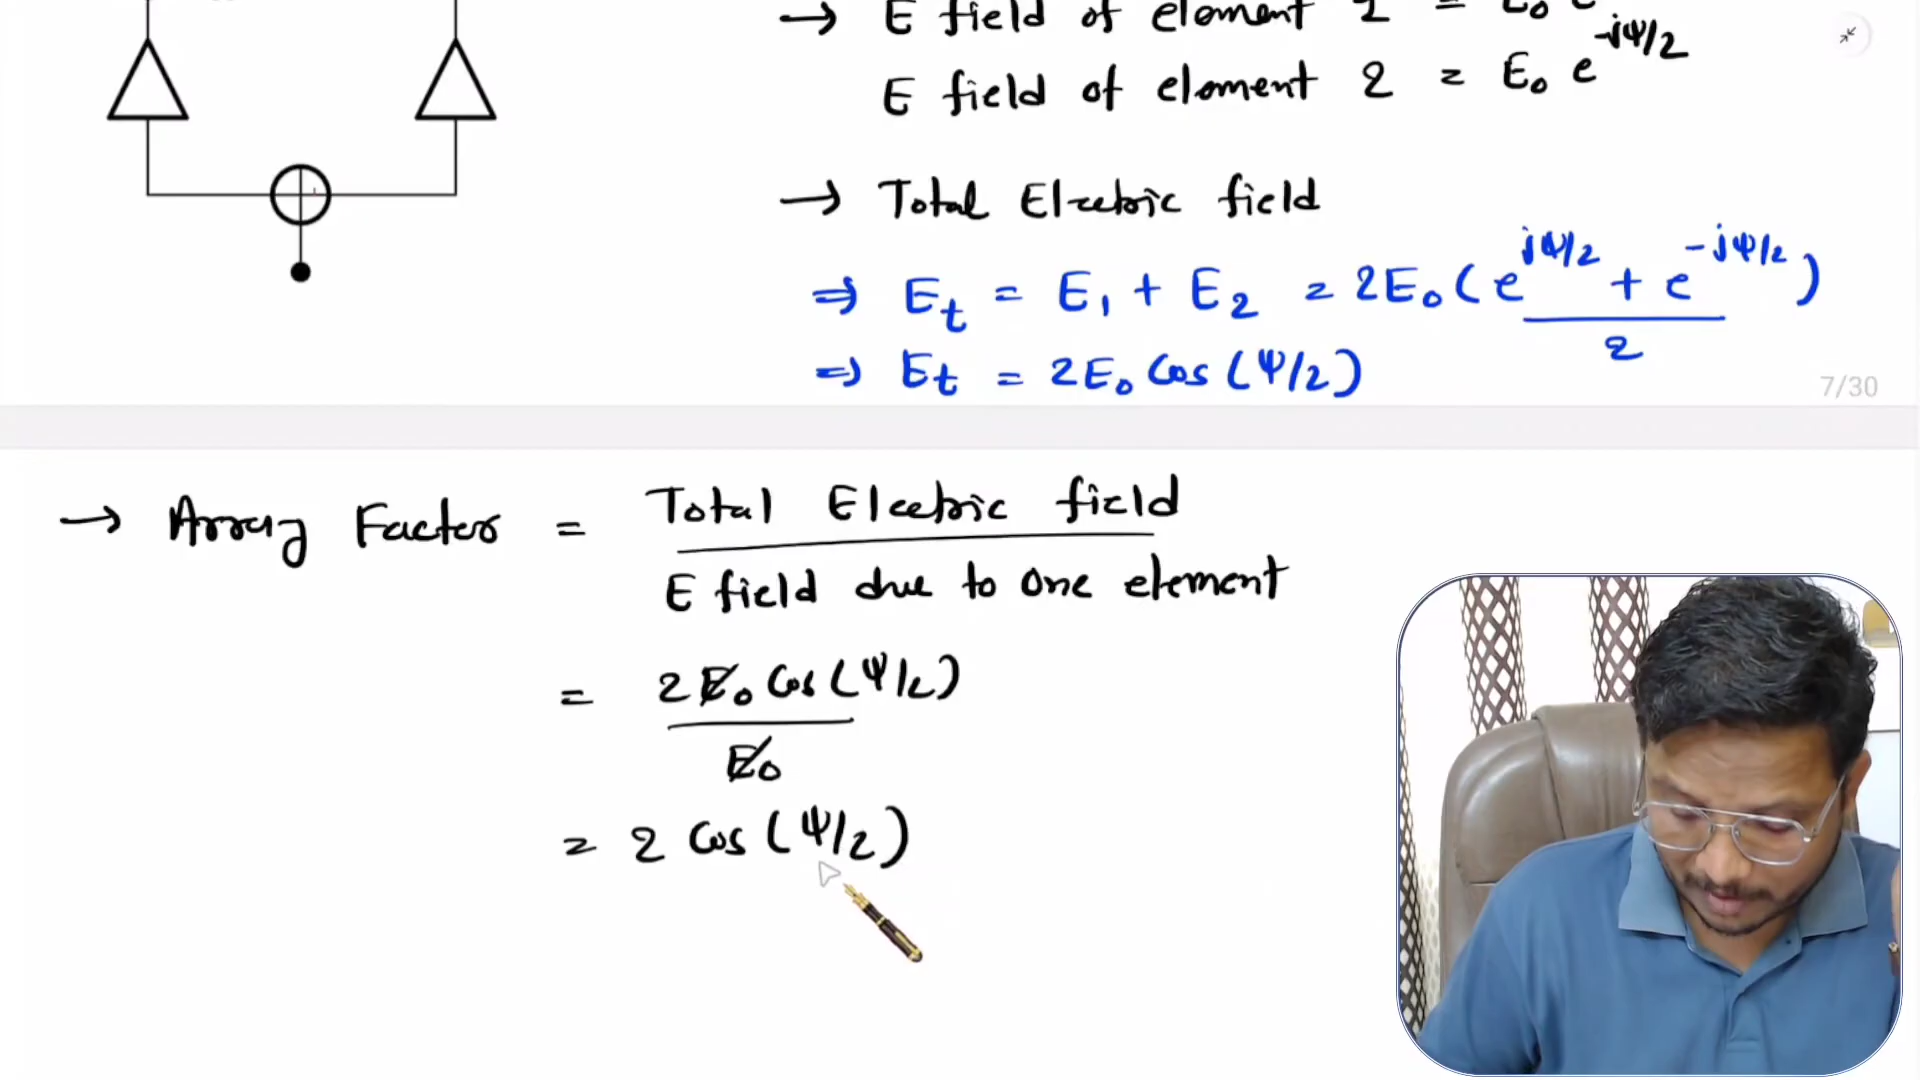 → E field of element 1 = E₀ e
E field of element 2 = E₀ e^(-jψ/2)
→ Total Electric field
⇒ Eₜ = E₁ + E₂ = 2E₀ (e^(jψ/2) + e^(-jψ/2))
2
⇒ Eₜ = 2E₀ Cos (ψ/2)
7/30
→ Array Factor = Total Electric field
E field due to one element
= 2E₀ Cos (ψ/2)
E₀
= 2 Cos (ψ/2)